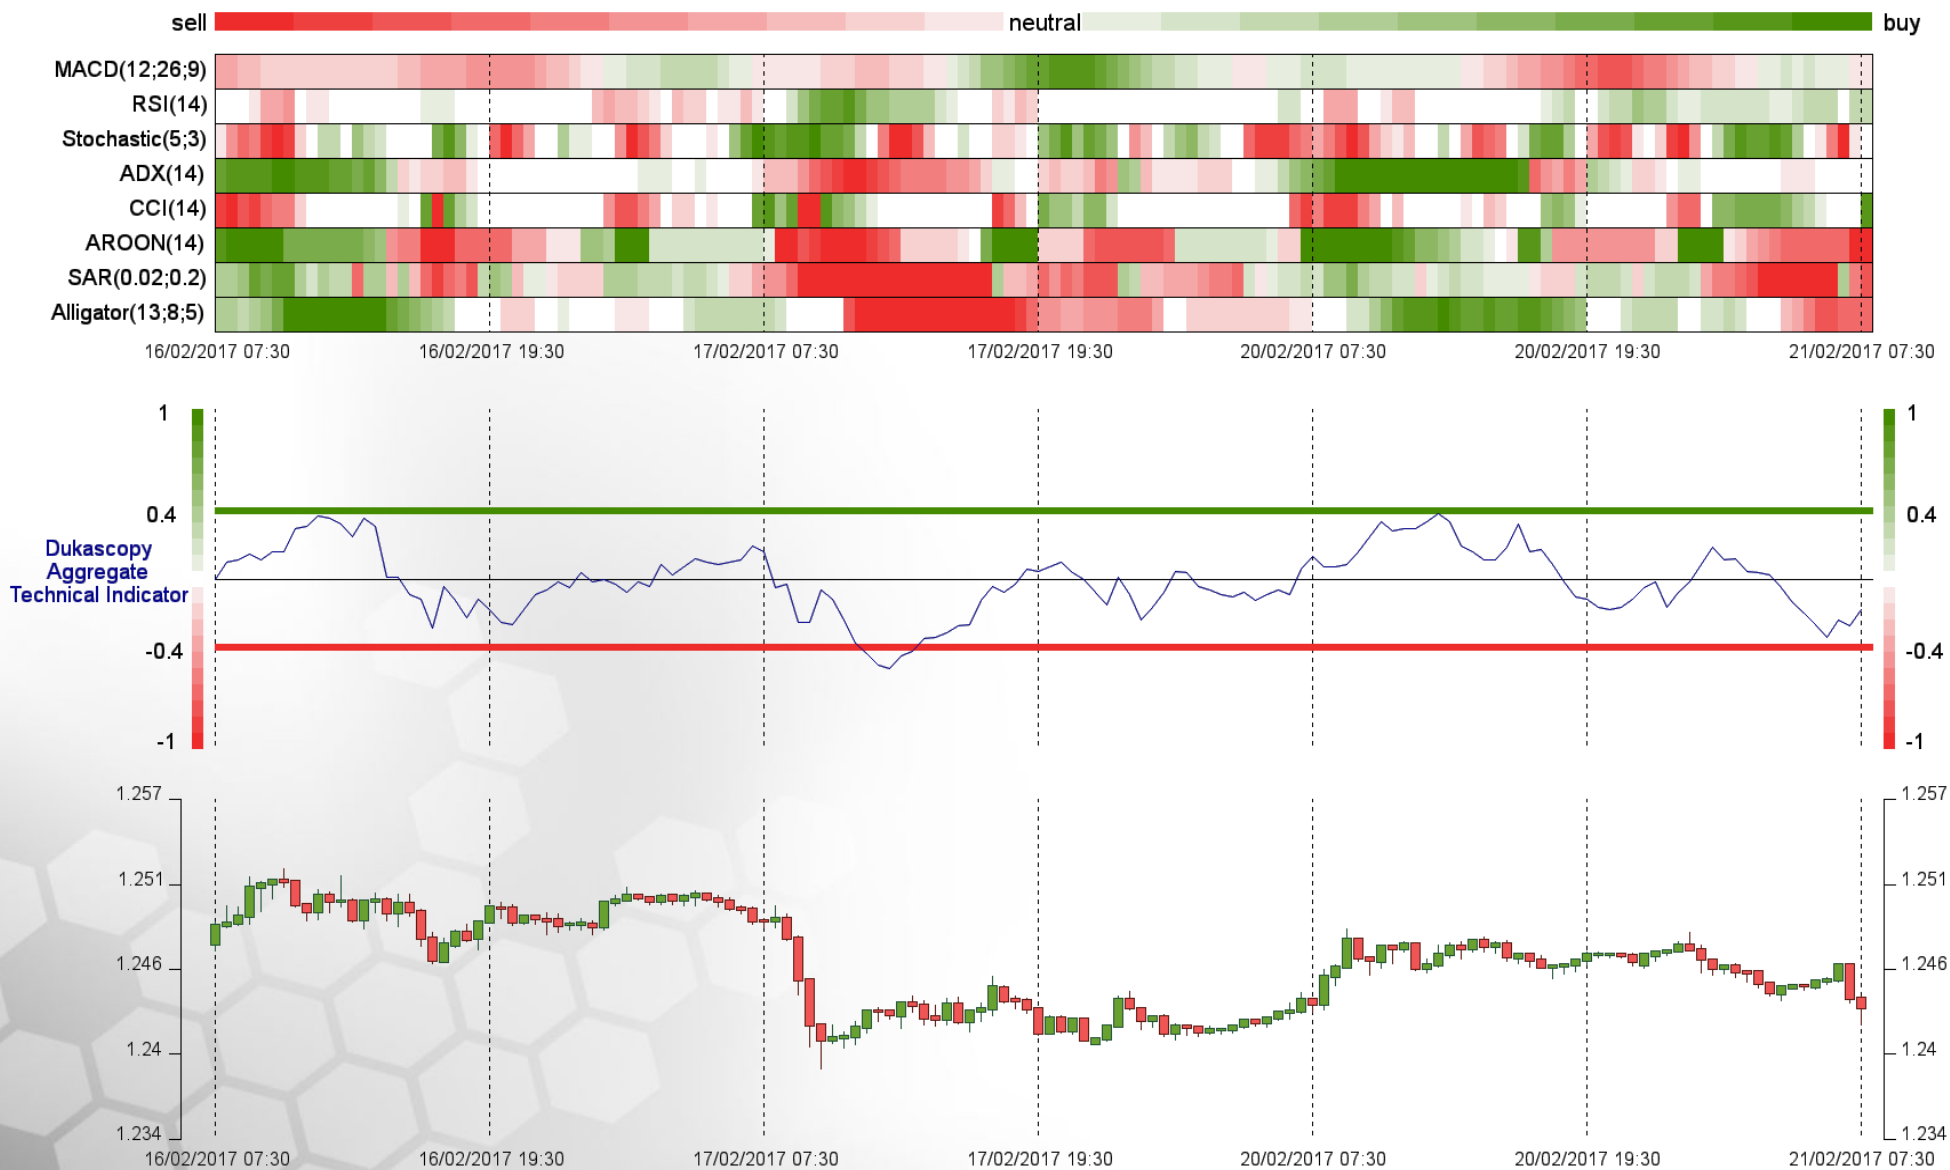 sell neutral buy
MACD(12;26;9)
RSI(14)
Stochastic(5;3)
ADX(14)
CCI(14)
AROON(14)
SAR(0.02;0.2)
Alligator(13;8;5)
16/02/2017 07:30 16/02/2017 19:30 17/02/2017 07:30 17/02/2017 19:30 20/02/2017 07:30 20/02/2017 19:30 21/02/2017 07:30
1 1
0.4 0.4
Dukascopy
Aggregate
Technical Indicator
-0.4 -0.4
-1 -1
1.257 1.257
1.251 1.251
1.246 1.246
1.24 1.24
1.234 1.234
16/02/2017 07:30 16/02/2017 19:30 17/02/2017 07:30 17/02/2017 19:30 20/02/2017 07:30 20/02/2017 19:30 21/02/2017 07:30